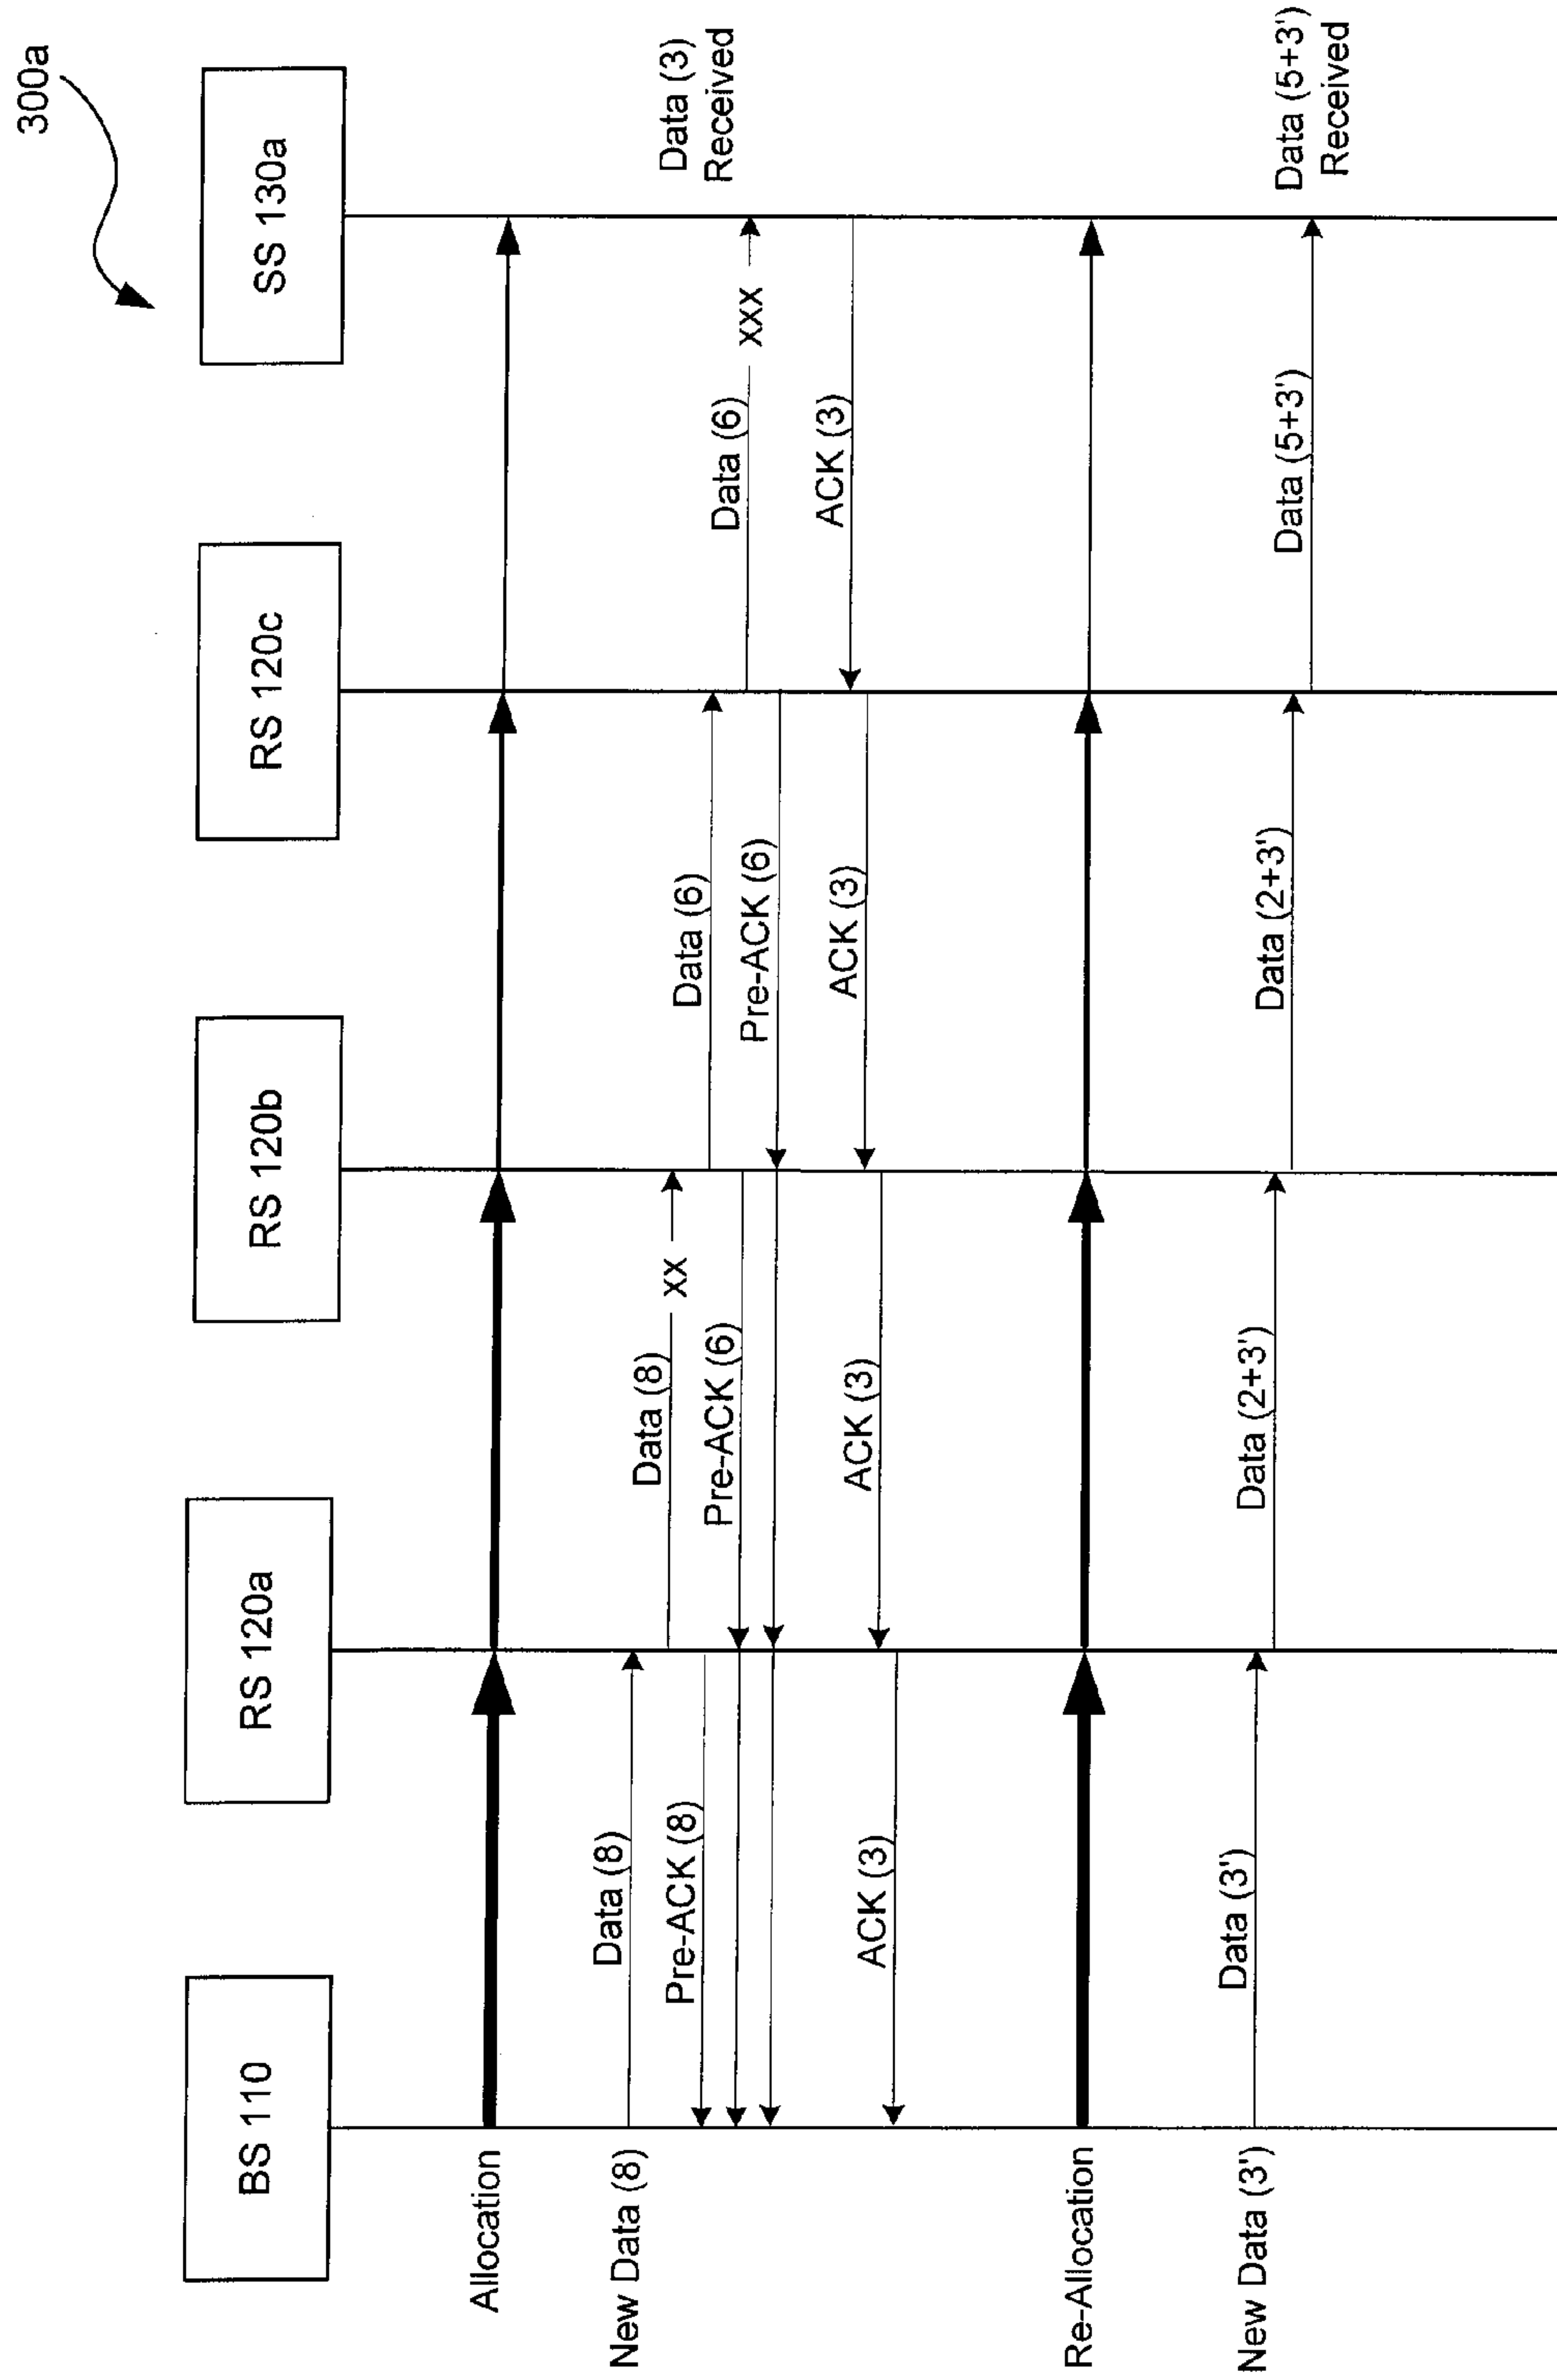 300a
BS 110
RS 120a
RS 120b
RS 120c
SS 130a
Allocation
New Data (8)
Data (8)
Data (8)
xx
Data (6)
Data (6)
xxx
Data (3)
Received
Pre-ACK (8)
Pre-ACK (6)
Pre-ACK (6)
ACK (3)
ACK (3)
ACK (3)
ACK (3)
Re-Allocation
New Data (3')
Data (3')
Data (2+3')
Data (2+3')
Data (5+3')
Data (5+3')
Received